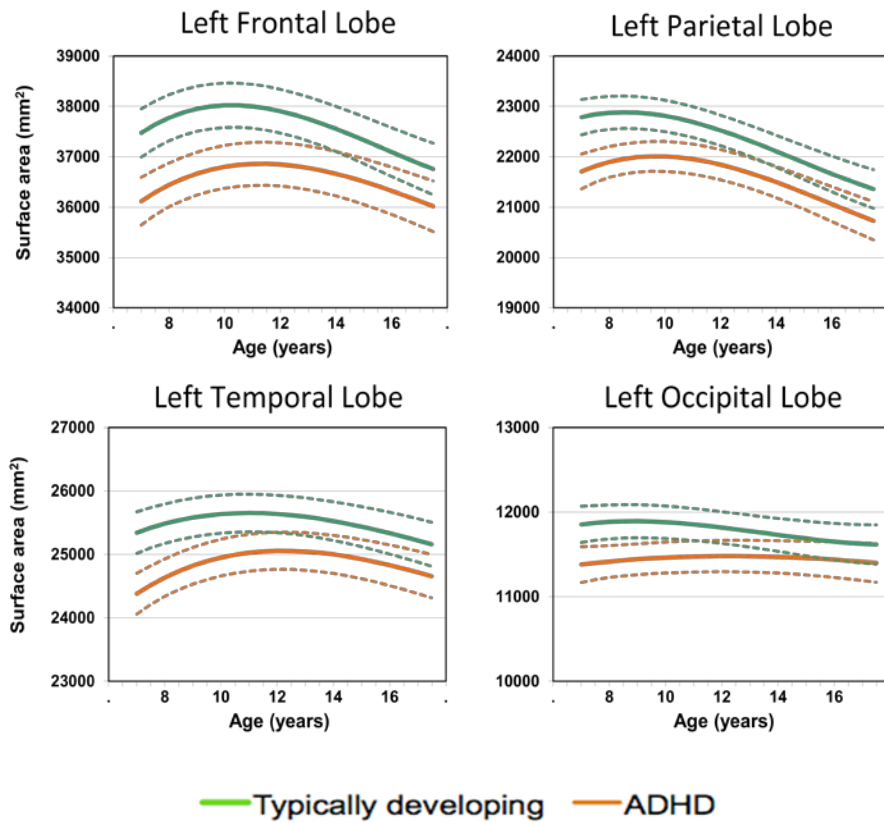 Left Frontal Lobe
Surface area (mm²)
39000
38000
37000
36000
35000
34000
. 8 10 12 14 16 .
Age (years)
Left Parietal Lobe
24000
23000
22000
21000
20000
19000
. 8 10 12 14 16
Age (years)
Left Temporal Lobe
Surface area (mm²)
27000
26000
25000
24000
23000
. 8 10 12 14 16 .
Age (years)
Left Occipital Lobe
13000
12000
11000
10000
. 8 10 12 14 16
Age (years)
Typically developing ADHD